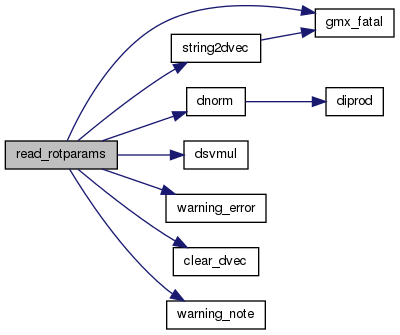 gmx_fatal
string2dvec
dnorm
diprod
read_rotparams
dsvmul
warning_error
clear_dvec
warning_note